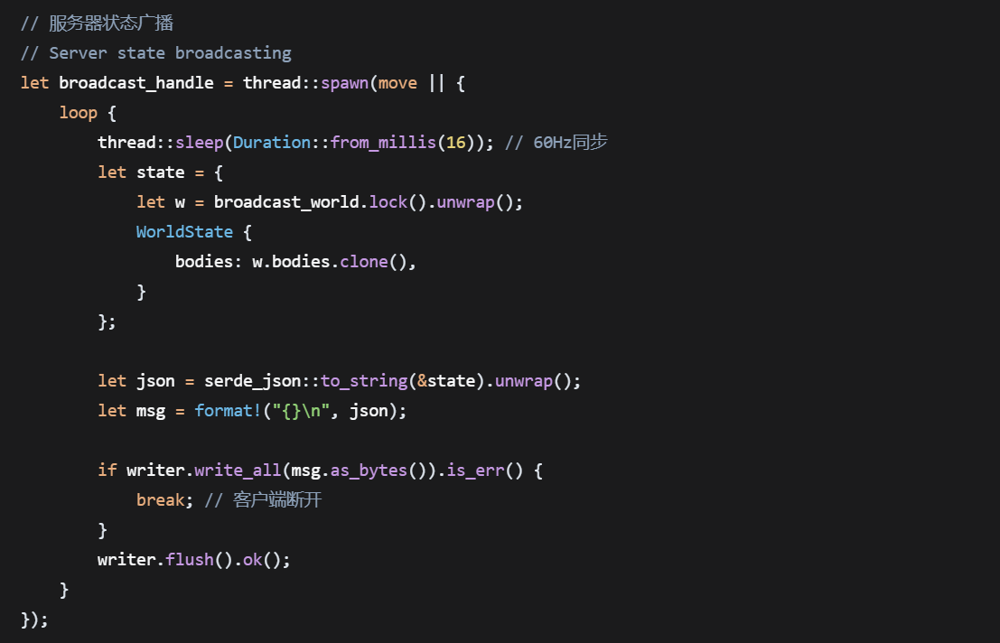 // 服务器状态广播
// Server state broadcasting
let broadcast_handle = thread::spawn(move || {
    loop {
        thread::sleep(Duration::from_millis(16)); // 60Hz同步
        let state = {
            let w = broadcast_world.lock().unwrap();
            WorldState {
                bodies: w.bodies.clone(),
            }
        };

        let json = serde_json::to_string(&state).unwrap();
        let msg = format!("{}\n", json);

        if writer.write_all(msg.as_bytes()).is_err() {
            break; // 客户端断开
        }
        writer.flush().ok();
    }
});